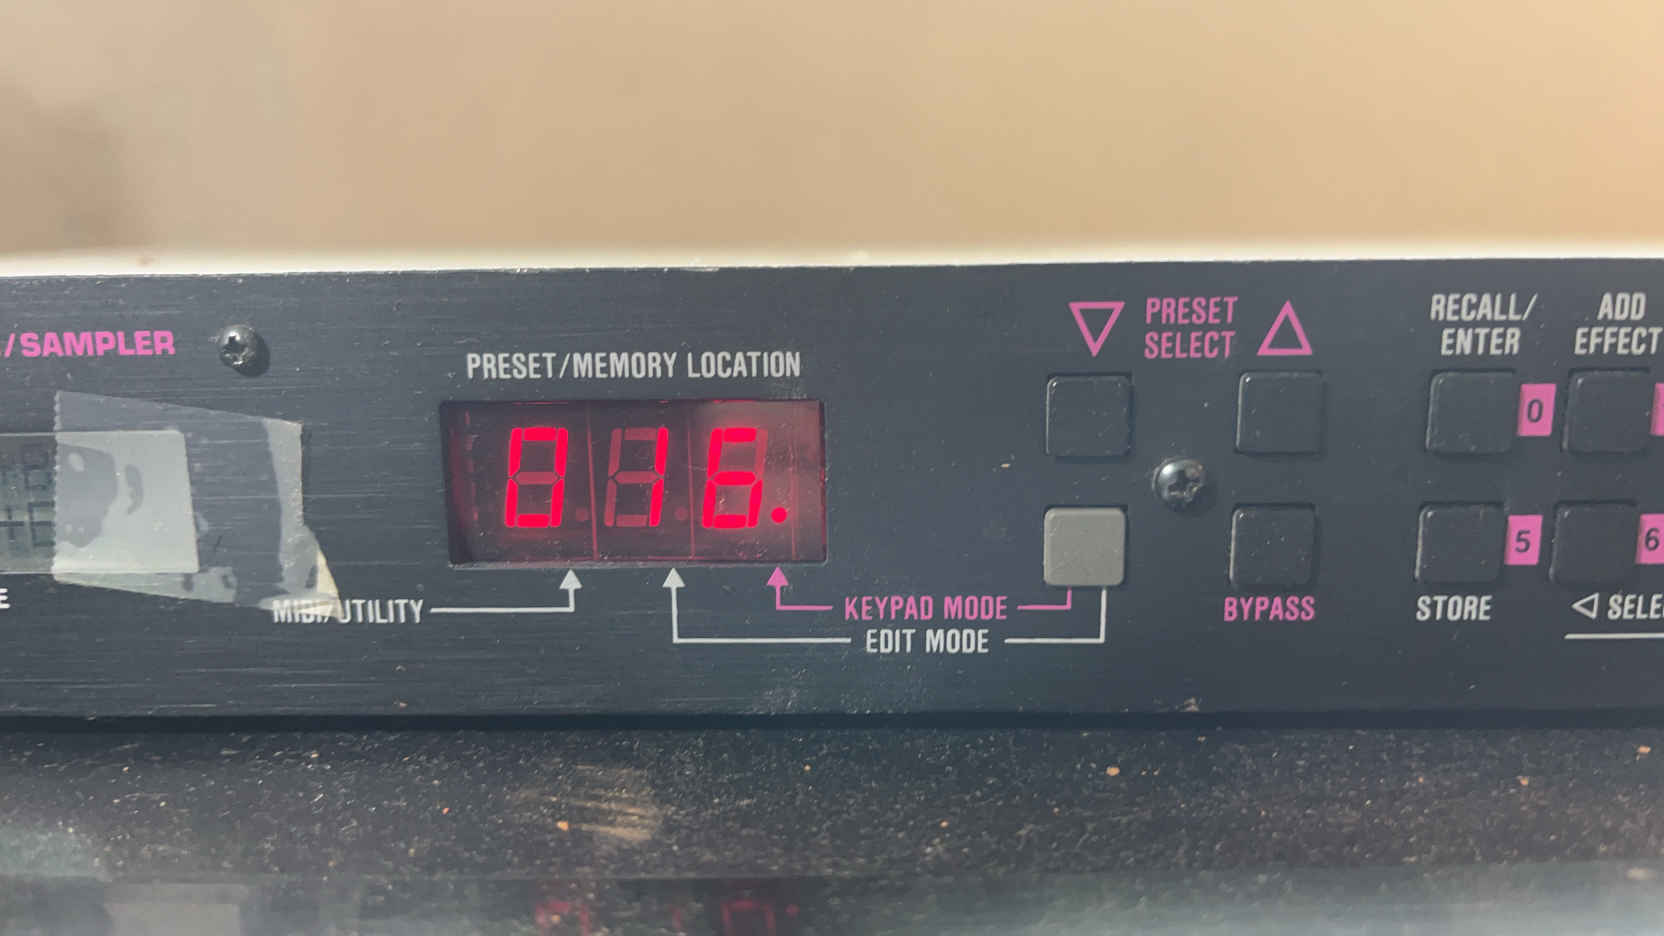 /SAMPLER
PRESET/MEMORY LOCATION
016.
MIDI/UTILITY
KEYPAD MODE
EDIT MODE
PRESET
SELECT
BYPASS
RECALL/
ENTER
0
ADD
EFFECT
STORE
5
6